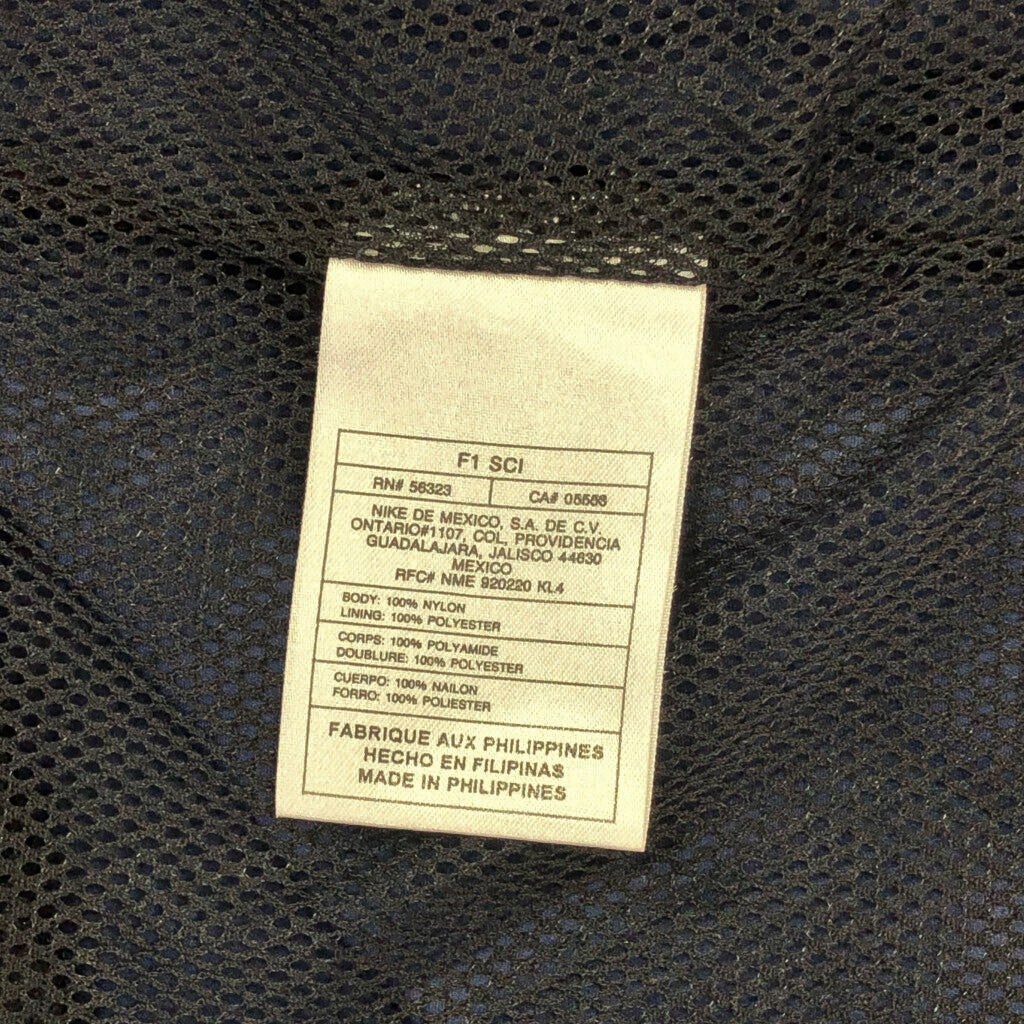 F1 SCI
RN# 56323 CA# 05556
NIKE DE MEXICO, S.A. DE C.V.
ONTARIO#1107, COL. PROVIDENCIA
GUADALAJARA, JALISCO 44630
MEXICO
RFC# NME 920220 KL4
BODY: 100% NYLON
LINING: 100% POLYESTER
CORPS: 100% POLYAMIDE
DOUBLURE: 100% POLYESTER
CUERPO: 100% NAILON
FORRO: 100% POLIESTER
FABRIQUE AUX PHILIPPINES
HECHO EN FILIPINAS
MADE IN PHILIPPINES